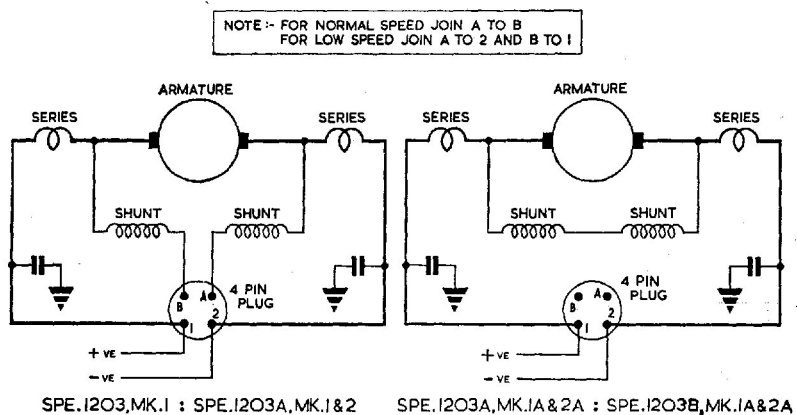 NOTE:- FOR NORMAL SPEED JOIN A TO B
FOR LOW SPEED JOIN A TO 2 AND B TO 1
ARMATURE
SERIES
SERIES
SHUNT
SHUNT
4 PIN
PLUG
B
A
1
2
+ VE
- VE
SPE.1203,MK.1 : SPE.1203A,MK.1&2
ARMATURE
SERIES
SERIES
SHUNT
SHUNT
4 PIN
PLUG
B
A
1
2
+ VE
- VE
SPE.1203A,MK.1A&2A : SPE.1203B,MK.1A&2A